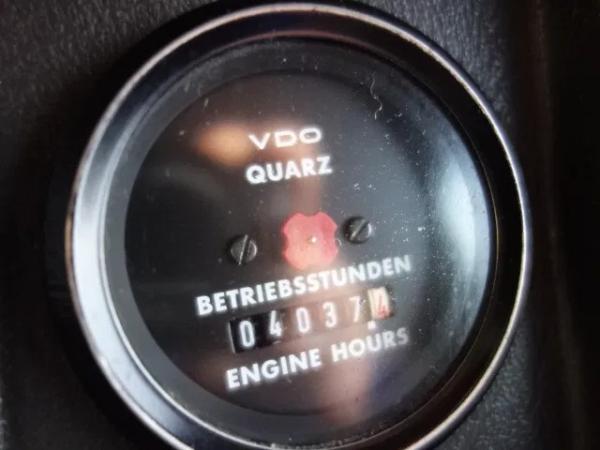 VDO
QUARZ
BETRIEBSSTUNDEN
040374
ENGINE HOURS